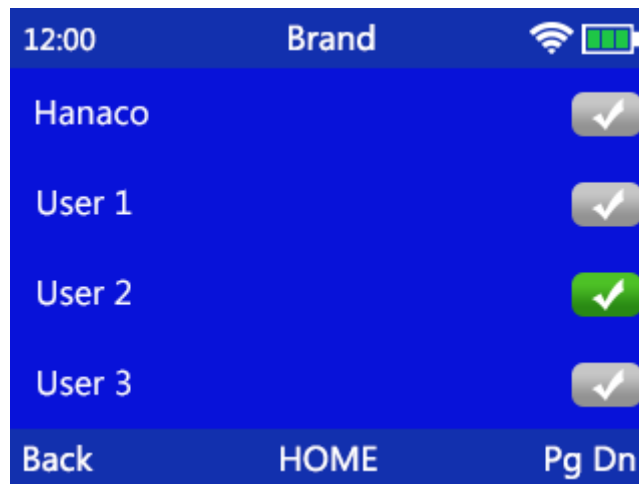 12:00 Brand
Hanaco
User 1
User 2
User 3
Back HOME Pg Dn